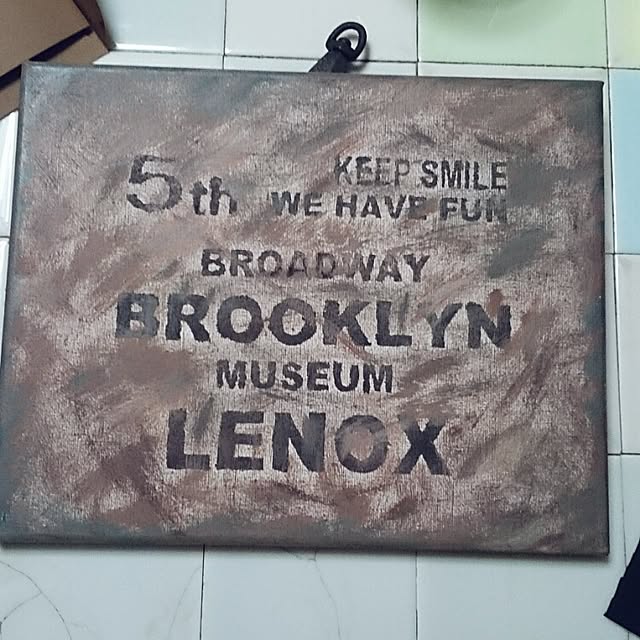 5th KEEP SMILE
WE HAVE FUN
BROADWAY
BROOKLYN
MUSEUM
LENOX